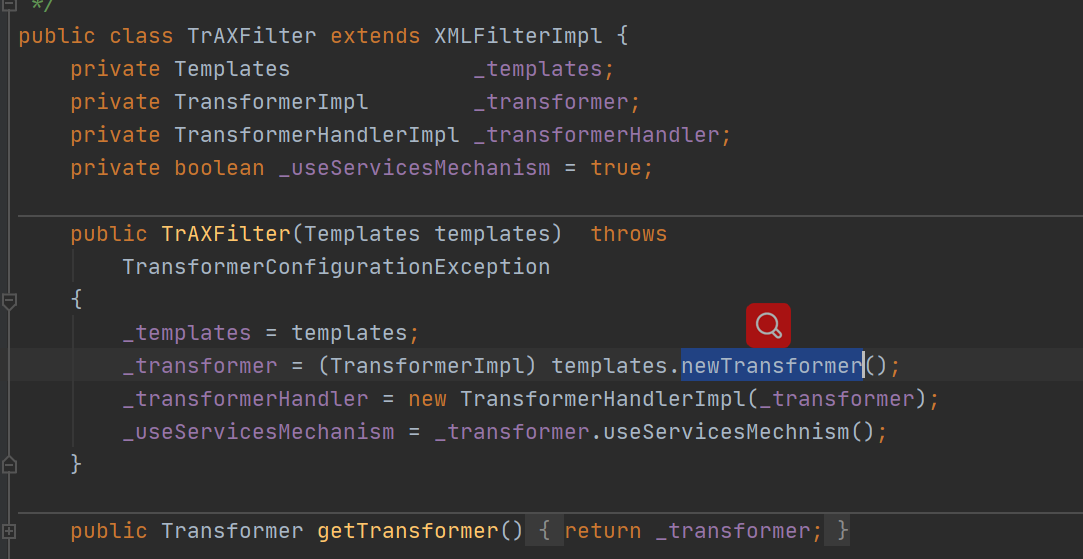 */
public class TrAXFilter extends XMLFilterImpl {
private Templates _templates;
private TransformerImpl _transformer;
private TransformerHandlerImpl _transformerHandler;
private boolean _useServicesMechanism = true;
public TrAXFilter(Templates templates) throws
TransformerConfigurationException
{
_templates = templates;
_transformer = (TransformerImpl) templates.newTransformer();
_transformerHandler = new TransformerHandlerImpl(_transformer);
_useServicesMechanism = _transformer.useServicesMechnism();
}
public Transformer getTransformer() { return _transformer; }